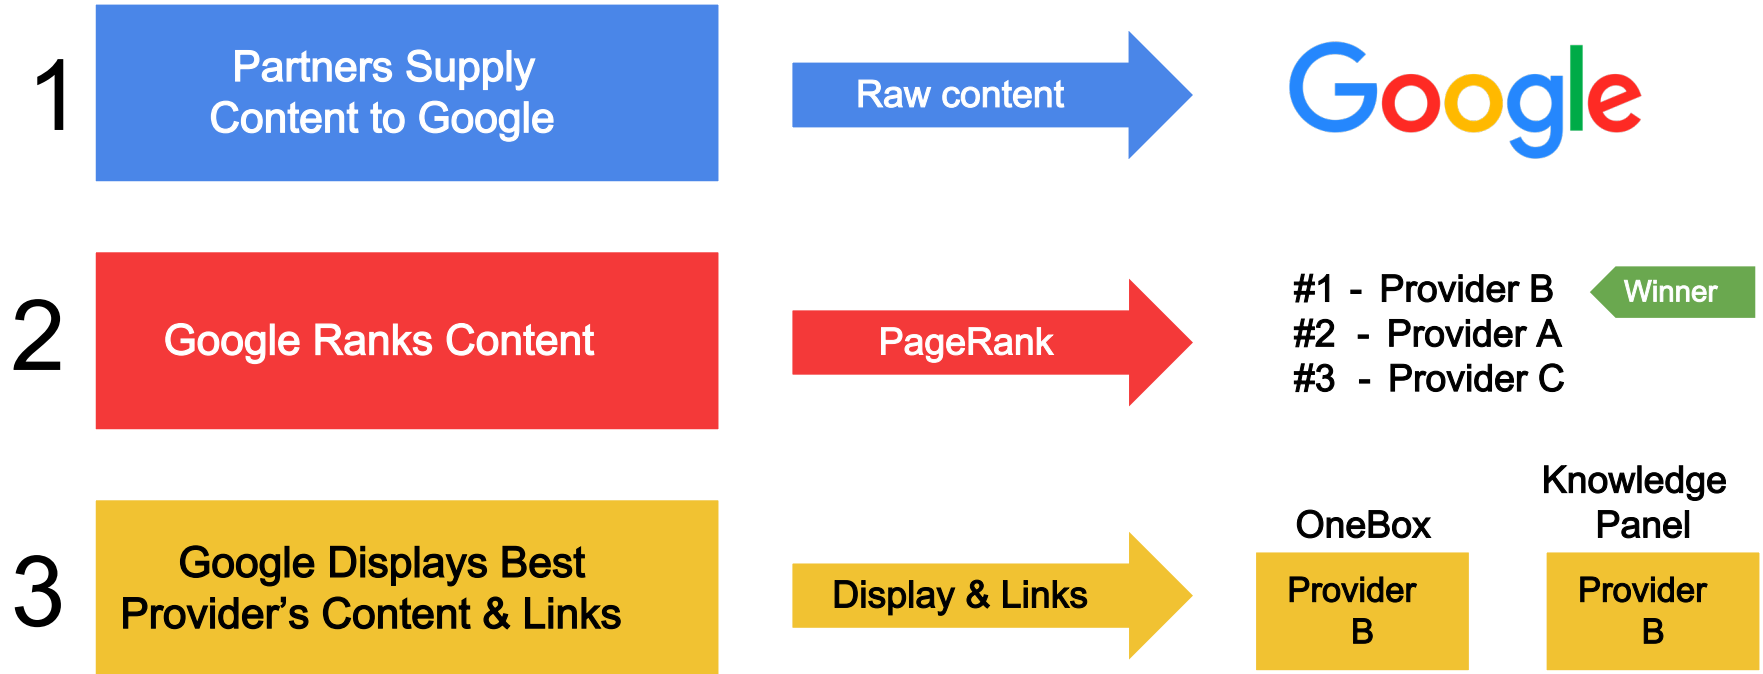 1
Partners Supply
Content to Google
Raw content
Google
2
Google Ranks Content
PageRank
#1 - Provider B
Winner
#2 - Provider A
#3 - Provider C
3
Google Displays Best
Provider's Content & Links
Display & Links
OneBox
Provider
B
Knowledge
Panel
Provider
B